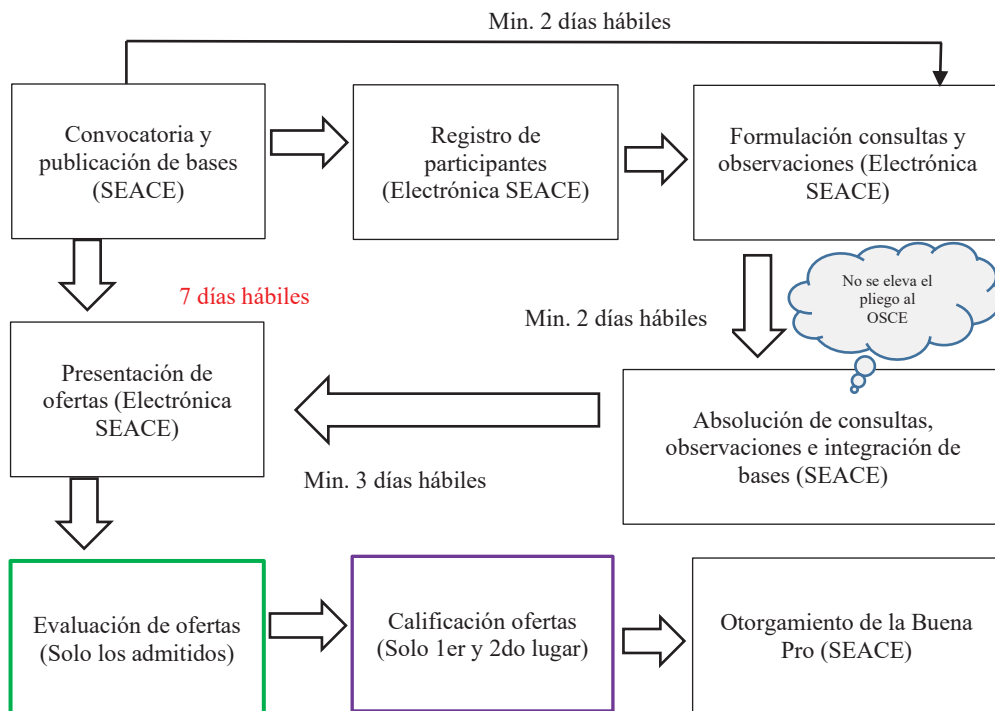 Min. 2 días hábiles
Convocatoria y
publicación de bases
(SEACE)
Registro de
participantes
(Electrónica SEACE)
Formulación consultas y
observaciones (Electrónica
SEACE)
7 días hábiles
Min. 2 días hábiles
No se eleva el
pliego al
OSCE
Presentación de
ofertas (Electrónica
SEACE)
Min. 3 días hábiles
Absolución de consultas,
observaciones e integración de
bases (SEACE)
Evaluación de ofertas
(Solo los admitidos)
Calificación ofertas
(Solo 1er y 2do lugar)
Otorgamiento de la Buena
Pro (SEACE)